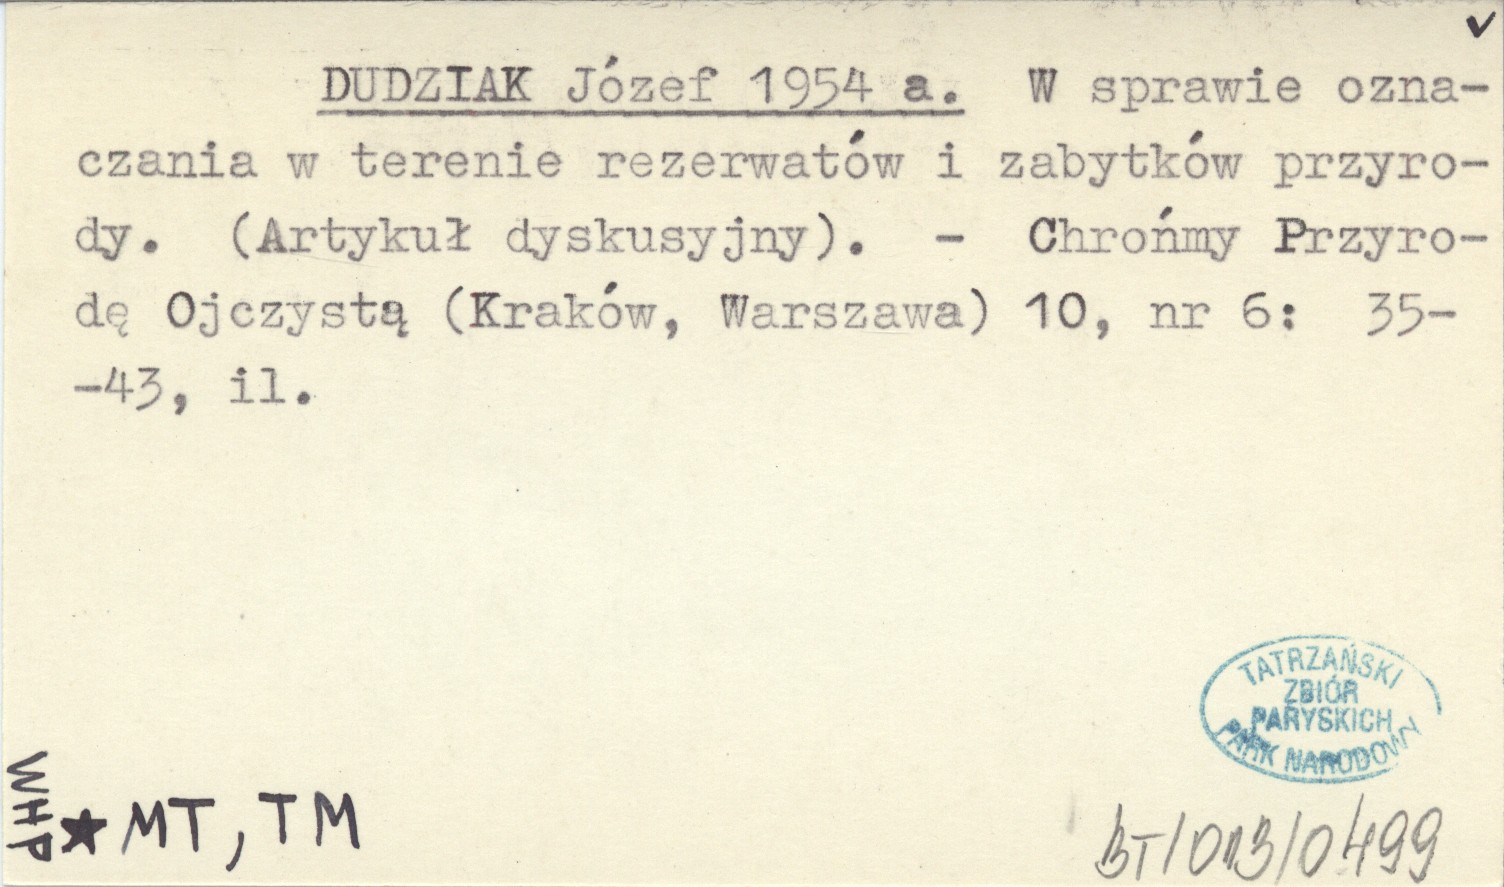 ✓
DUDZIAK Józef 1954 a. W sprawie ozna-
czania w terenie rezerwatów i zabytków przyro-
dy. (Artykuł dyskusyjny). - Chrońmy Przyro-
dę Ojczystą (Kraków, Warszawa) 10, nr 6: 35-
-43, il.
TATRZAŃSKI
ZBIÓR
PARYSKICH
PARK NARODOWY
WHP
★ MT, TM
BT/013/0499